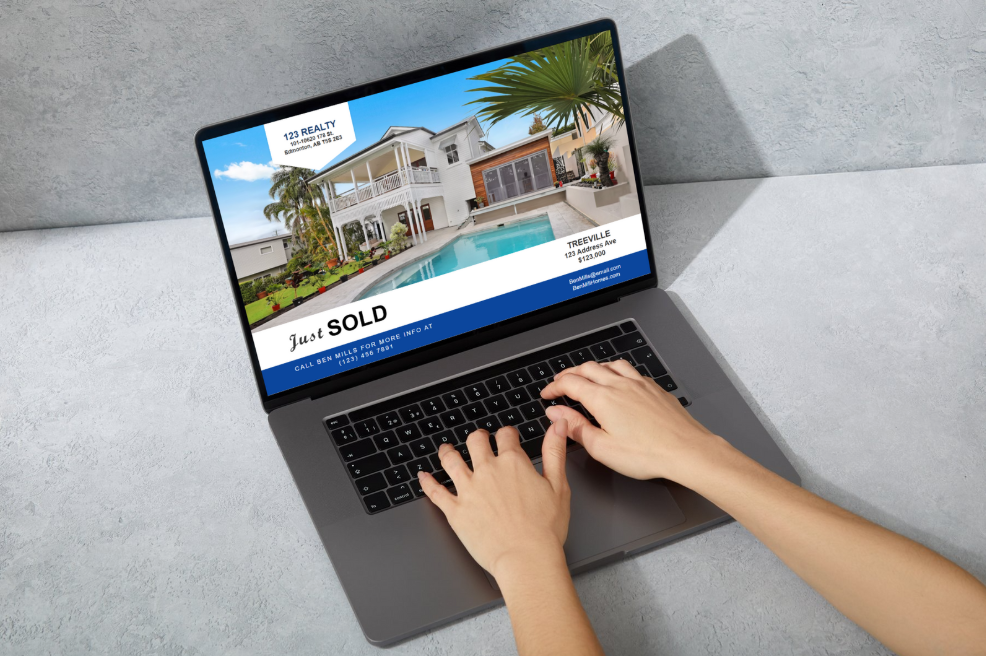 123 REALTY
101-10620 178 St.
Edmonton, AB T5S 2E3
TREEVILLE
123 Address Ave
$123,000
Just SOLD
CALL BEN MILLS FOR MORE INFO AT
(123) 456 7891
BenMills@email.com
BenMillHomes.com